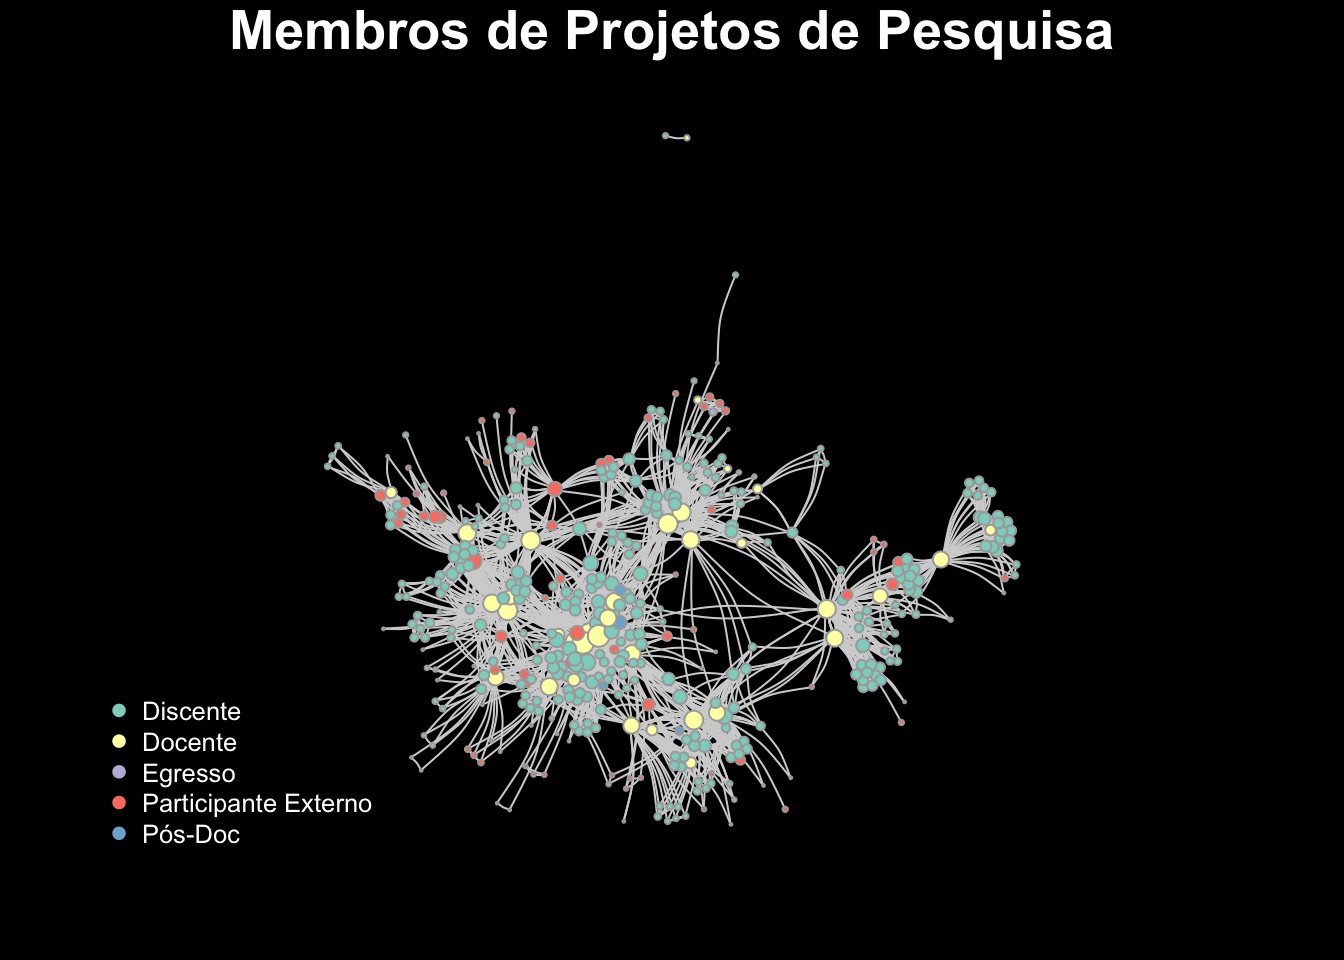 Membros de Projetos de Pesquisa
Discente
Docente
Egresso
Participante Externo
Pós-Doc